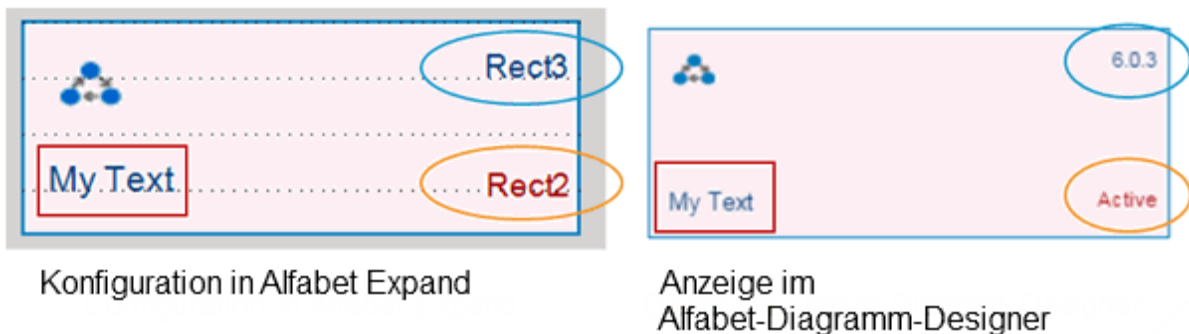 Rect3
My Text
Rect2
Konfiguration in Alfabet Expand
6.0.3
My Text
Active
Anzeige im
Alfabet-Diagramm-Designer